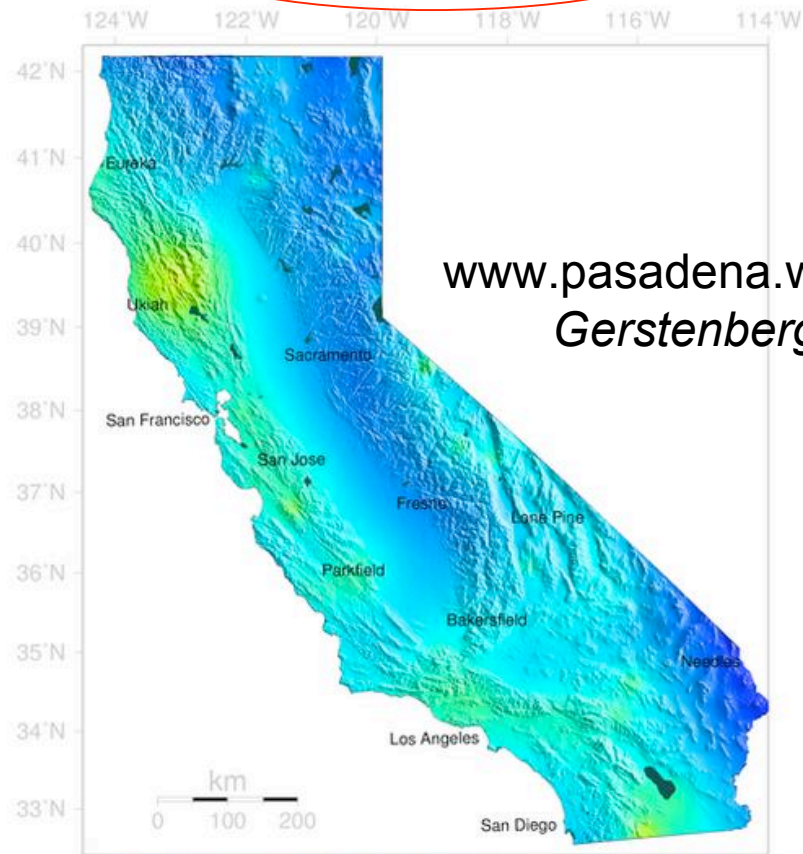 124˚W 122˚W 120˚W 118˚W 116˚W 114˚W
42˚N
41˚N
Eureka
40˚N
www.pasadena.w
Ukiah
39˚N
Gerstenberg
Sacramento
38˚N
San Francisco
San Jose
37˚N
Fresno
Lone Pine
36˚N
Parkfield
Bakersfield
35˚N
Needles
34˚N
Los Angeles
km
33˚N
0 100 200
San Diego